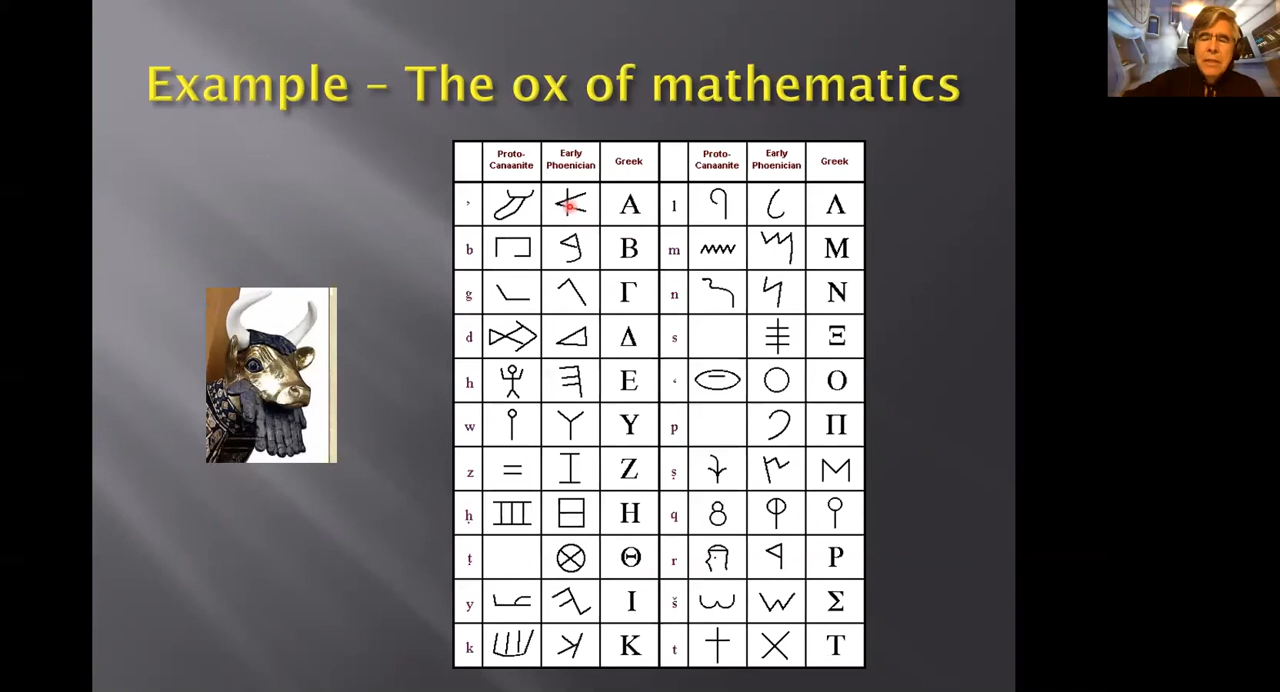 Example – The ox of mathematics
Proto-Canaanite Early Phoenician Greek Proto-Canaanite Early Phoenician Greek
ʾ 𐤀 Α l 𐤋 Λ
b 𐤁 Β m 𐤌 Μ
g 𐤂 Γ n 𐤍 Ν
d 𐤃 Δ s 𐤎 Ξ
h 𐤄 Ε ʿ 𐤏 Ο
w 𐤅 Υ p 𐤐 Π
z 𐤆 Ζ ṣ 𐤑 Ϻ
ḥ 𐤇 Η q 𐤒 Ϙ
ṭ 𐤈 Θ r 𐤓 Ρ
y 𐤉 Ι š 𐤔 Σ
k 𐤊 Κ t 𐤕 Τ